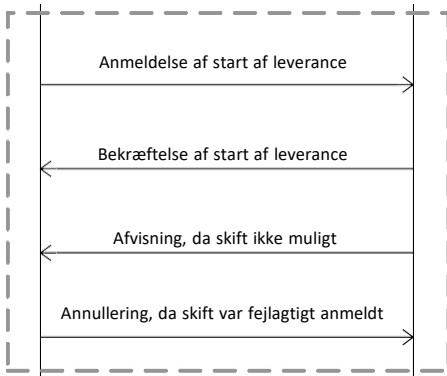 Anmeldelse af start af leverance
Bekræftelse af start af leverance
Afvisning, da skift ikke muligt
Annullering, da skift var fejlagtigt anmeldt